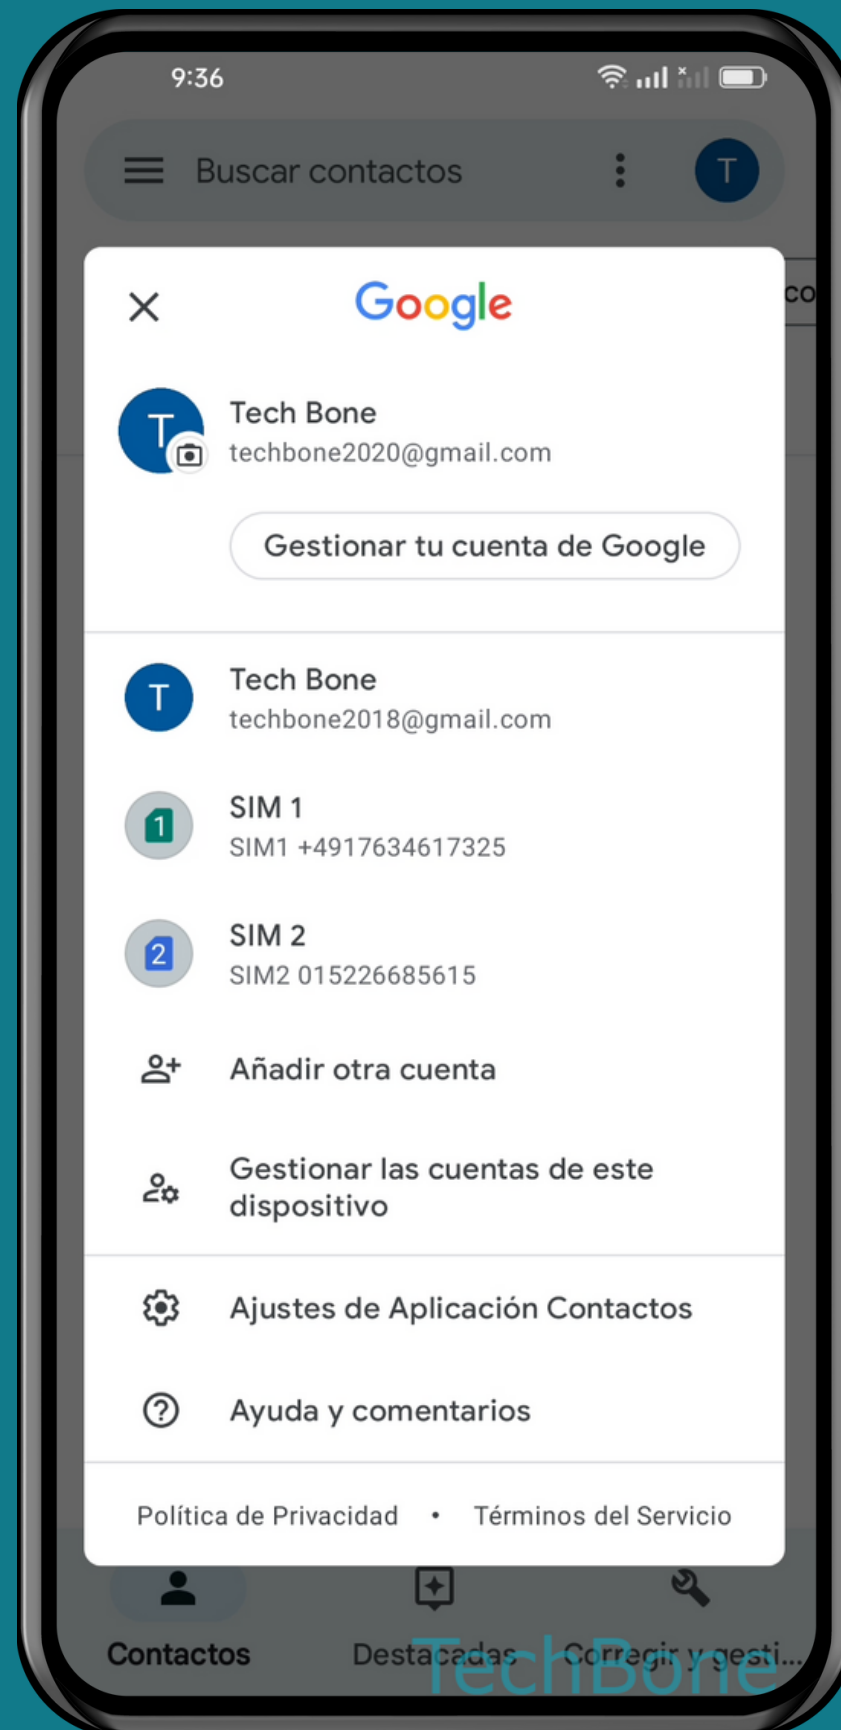 9:36
Buscar contactos
T
co
Google
T
Tech Bone
techbone2020@gmail.com
Gestionar tu cuenta de Google
T
Tech Bone
techbone2018@gmail.com
1
SIM 1
SIM1 +4917634617325
2
SIM 2
SIM2 015226685615
Añadir otra cuenta
Gestionar las cuentas de este
dispositivo
Ajustes de Aplicación Contactos
Ayuda y comentarios
Política de Privacidad • Términos del Servicio
Contactos Destacadas Corregir y gesti...
TechBone